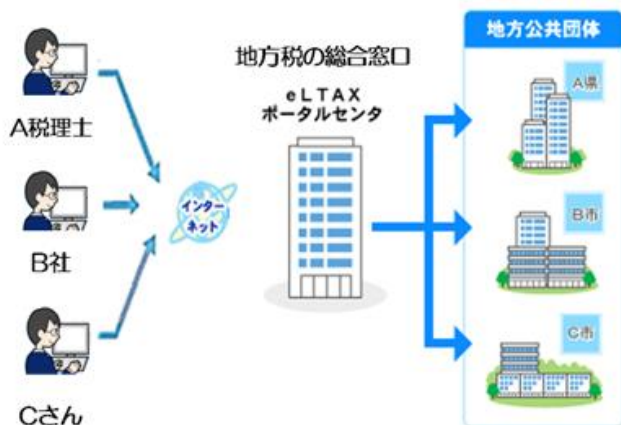 A税理士
B社
Cさん
インター
ネット
地方税の総合窓口
eLTAX
ポータルセンタ
地方公共団体
A県
B市
C市